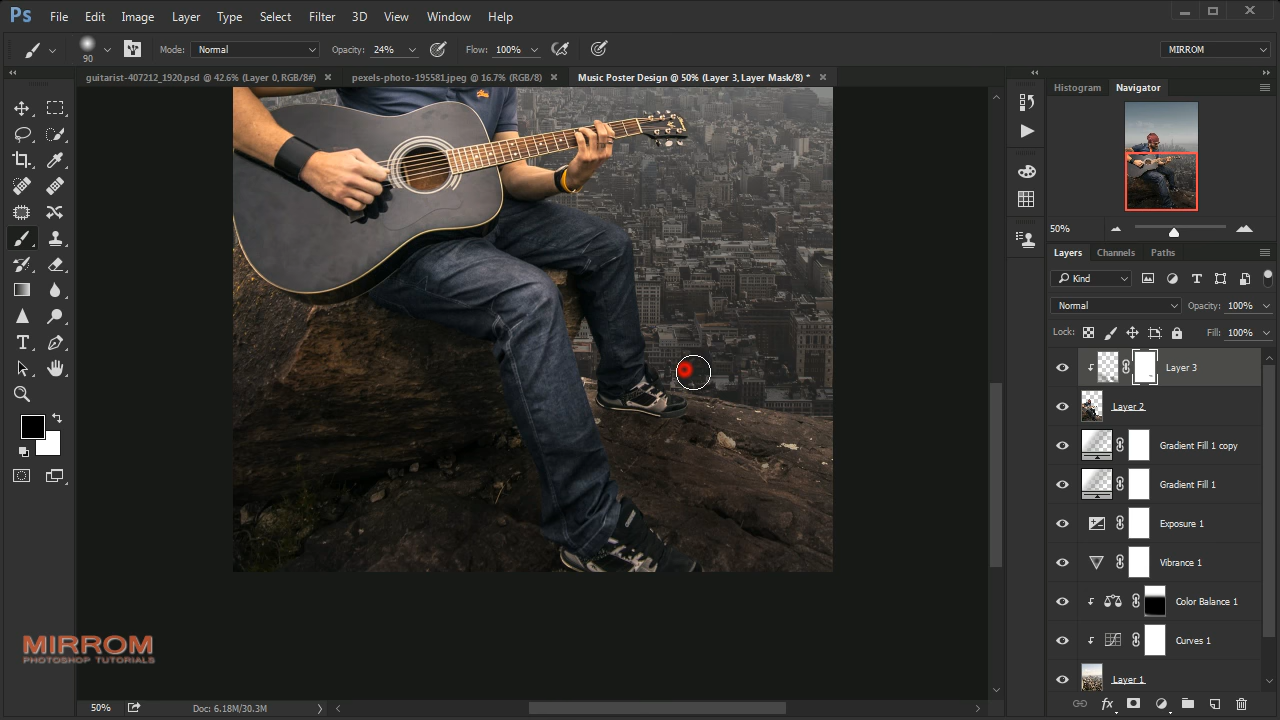 Ps File Edit Image Layer Type Select Filter 3D View Window Help
90 Mode: Normal Opacity: 24% Flow: 100% MIRROM
guitarist-407212_1920.psd @ 42.6% (Layer 0, RGB/8#) × pexels-photo-195581.jpeg @ 16.7% (RGB/8) × Music Poster Design @ 50% (Layer 3, Layer Mask/8) * ×
Histogram Navigator
50%
Layers Channels Paths
Kind
Normal Opacity: 100%
Lock: Fill: 100%
Layer 3
Layer 2
Gradient Fill 1 copy
Gradient Fill 1
Exposure 1
Vibrance 1
Color Balance 1
Curves 1
Layer 1
MIRROM
PHOTOSHOP TUTORIALS
50% Doc: 6.18M/30.3M
fx